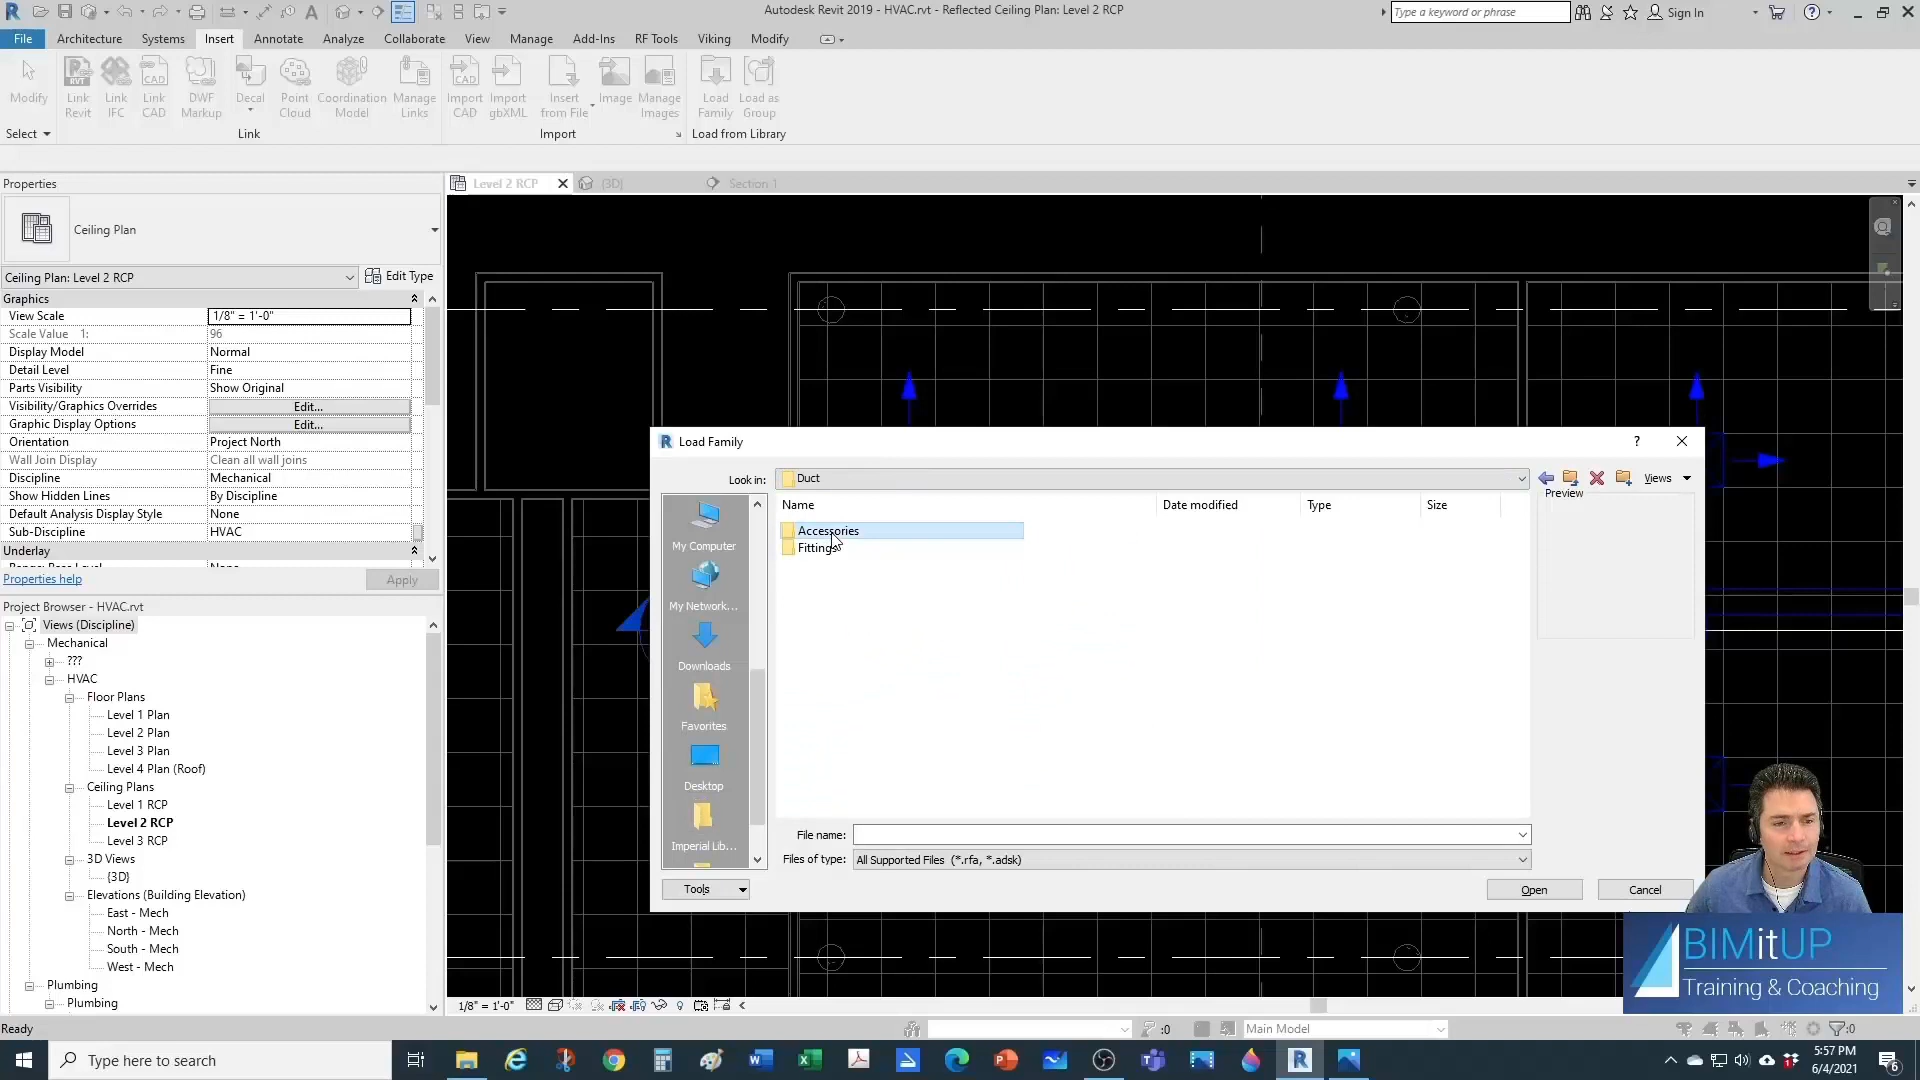 Autodesk Revit 2019 - HVAC.rvt - Reflected Ceiling Plan: Level 2 RCP
Type a keyword or phrase
Sign In
File Architecture Systems Insert Annotate Analyze Collaborate View Manage Add-Ins RF Tools Viking Modify
Modify
Link Revit
Link IFC
Link CAD
DWF Markup
Decal
Point Cloud
Coordination Model
Manage Links
Import CAD
Import gbXML
Insert from File
Image
Manage Images
Load Family
Load as Group
Select
Link
Import
Load from Library
Properties
Level 2 RCP
{3D}
Section 1
Ceiling Plan
Ceiling Plan: Level 2 RCP
Edit Type
Graphics
View Scale 1/8" = 1'-0"
Scale Value 1: 96
Display Model Normal
Detail Level Fine
Parts Visibility Show Original
Visibility/Graphics Overrides Edit...
Graphic Display Options Edit...
Orientation Project North
Wall Join Display Clean all wall joins
Discipline Mechanical
Show Hidden Lines By Discipline
Default Analysis Display Style None
Sub-Discipline HVAC
Underlay
Properties help
Apply
Project Browser - HVAC.rvt
Views (Discipline)
Mechanical
???
HVAC
Floor Plans
Level 1 Plan
Level 2 Plan
Level 3 Plan
Level 4 Plan (Roof)
Ceiling Plans
Level 1 RCP
Level 2 RCP
Level 3 RCP
3D Views
{3D}
Elevations (Building Elevation)
East - Mech
North - Mech
South - Mech
West - Mech
Plumbing
Plumbing
Load Family
?
Look in: Duct
Views
Name Date modified Type Size
Preview
Accessories
Fittings
My Computer
My Network...
Downloads
Favorites
Desktop
Imperial Lib...
File name:
Files of type: All Supported Files (*.rfa, *.adsk)
Tools
Open
Cancel
BIMitUP
Training & Coaching
1/8" = 1'-0"
Ready
:0
Main Model
:0
Type here to search
5:57 PM
6/4/2021
6